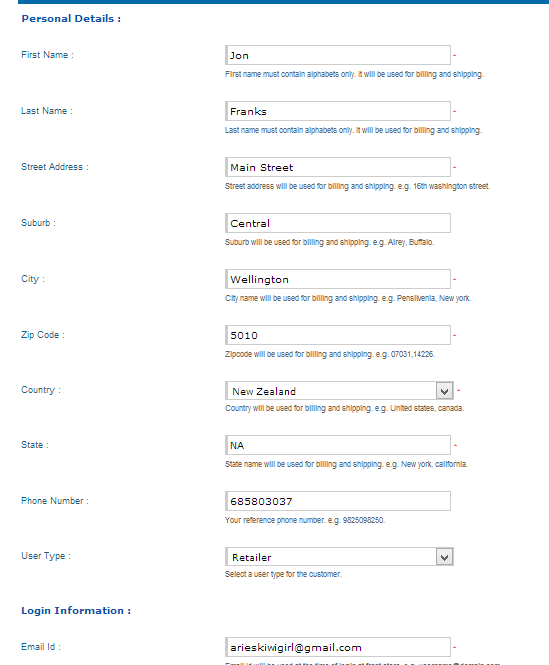 Personal Details :
First Name :
Jon
-
First name must contain alphabets only. It will be used for billing and shipping.
Last Name :
Franks
-
Last name must contain alphabets only. It will be used for billing and shipping.
Street Address :
Main Street
-
Street address will be used for billing and shipping. e.g. 16th washington street.
Suburb :
Central
Suburb will be used for billing and shipping. e.g. Airey, Buffalo.
City :
Wellington
-
City name will be used for billing and shipping. e.g. Pensilvenia, New york.
Zip Code :
5010
-
Zipcode will be used for billing and shipping. e.g. 07031,14226.
Country :
New Zealand
-
Country will be used for billing and shipping. e.g. United states, canada.
State :
NA
-
State name will be used for billing and shipping. e.g. New york, california.
Phone Number :
685803037
Your reference phone number. e.g. 9825098250.
User Type :
Retailer
Select a user type for the customer.
Login Information :
Email Id :
arieskiwigirl@gmail.com
-